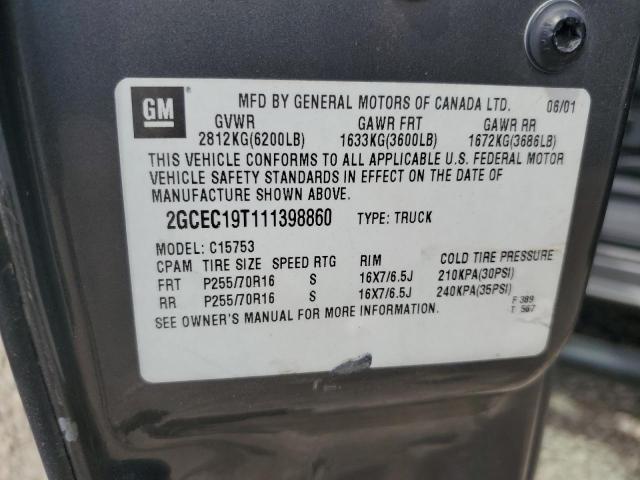 GM
MFD BY GENERAL MOTORS OF CANADA LTD. 06/01
GVWR GAWR FRT GAWR RR
2812KG(6200LB) 1633KG(3600LB) 1672KG(3686LB)
THIS VEHICLE CONFORMS TO ALL APPLICABLE U.S. FEDERAL MOTOR
VEHICLE SAFETY STANDARDS IN EFFECT ON THE DATE OF
MANUFACTURE SHOWN ABOVE.
2GCEC19T111398860 TYPE: TRUCK
MODEL: C15753
CPAM TIRE SIZE SPEED RTG RIM COLD TIRE PRESSURE
FRT P255/70R16 S 16X7/6.5J 210KPA(30PSI)
RR P255/70R16 S 16X7/6.5J 240KPA(35PSI)
SEE OWNER'S MANUAL FOR MORE INFORMATION.
F 389
T 567